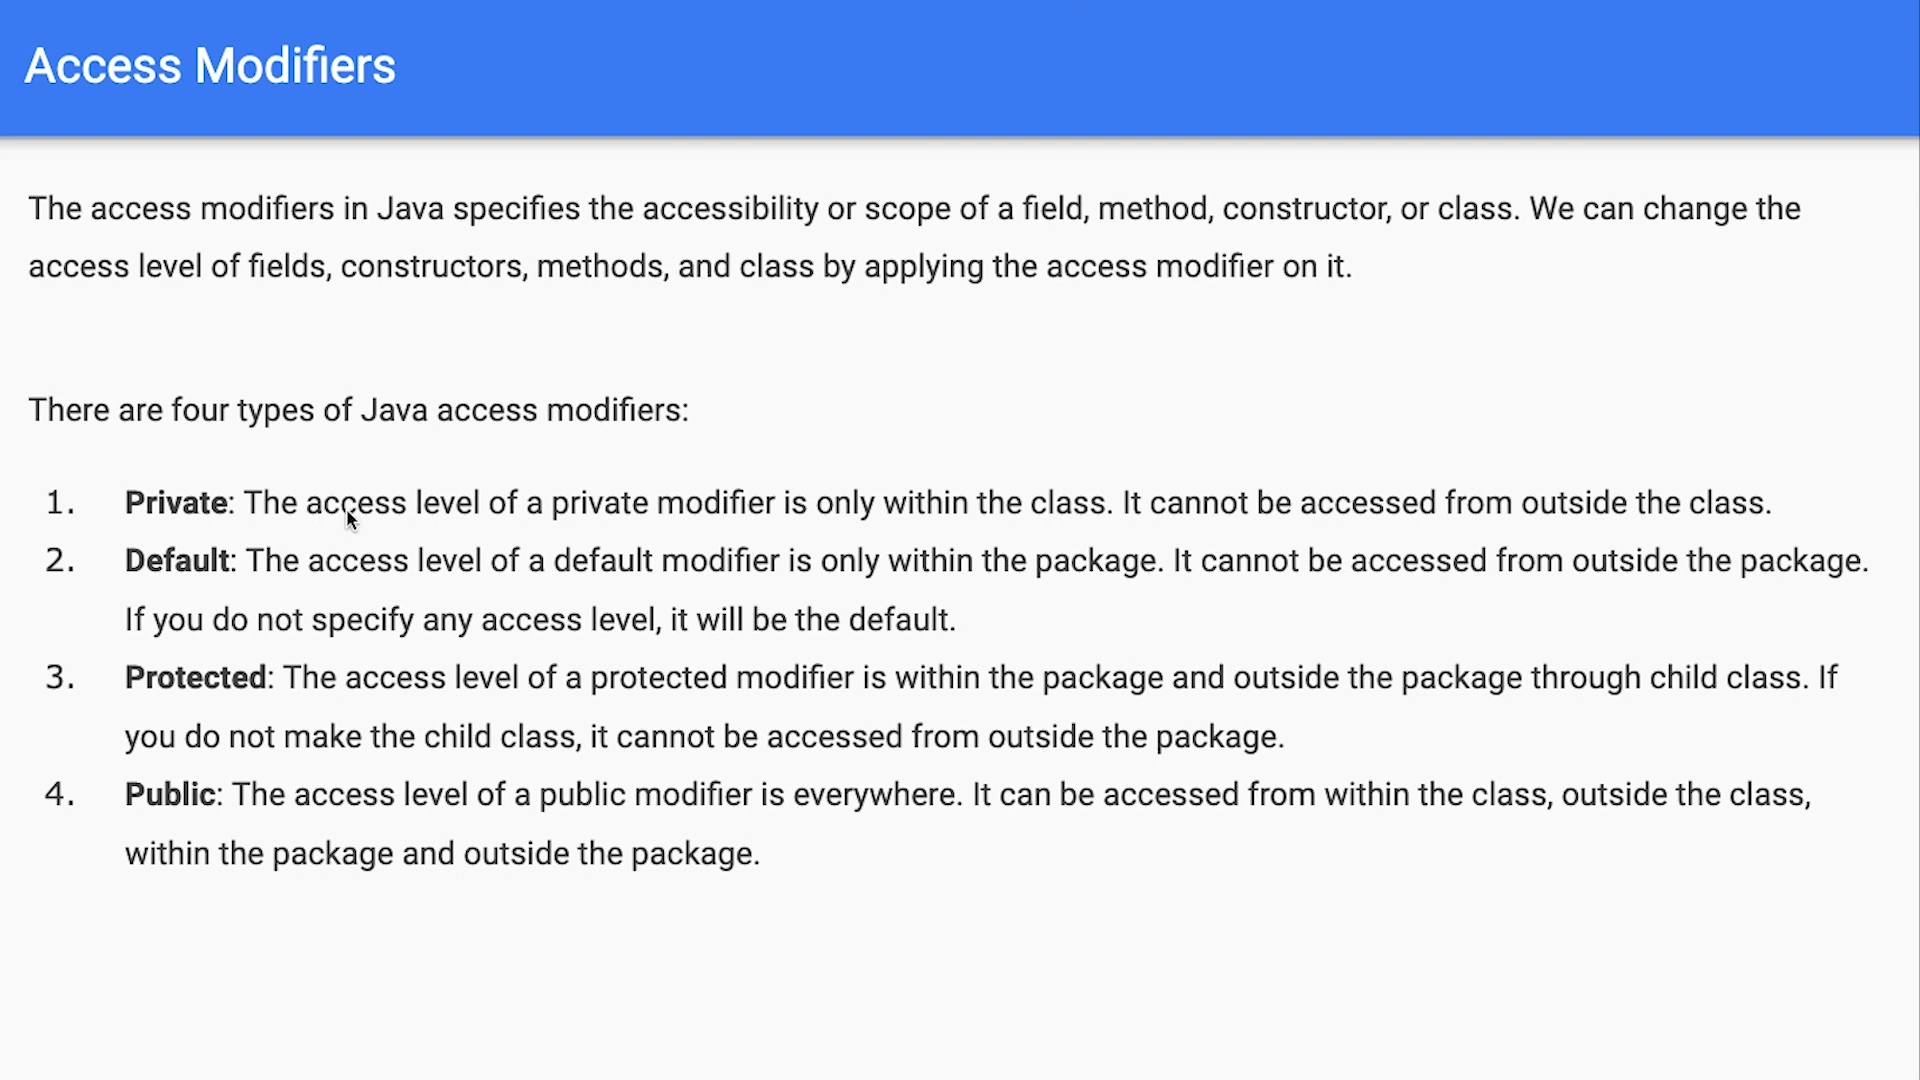 Access Modifiers
The access modifiers in Java specifies the accessibility or scope of a field, method, constructor, or class. We can change the
access level of fields, constructors, methods, and class by applying the access modifier on it.
There are four types of Java access modifiers:
1. Private: The access level of a private modifier is only within the class. It cannot be accessed from outside the class.
2. Default: The access level of a default modifier is only within the package. It cannot be accessed from outside the package.
If you do not specify any access level, it will be the default.
3. Protected: The access level of a protected modifier is within the package and outside the package through child class. If
you do not make the child class, it cannot be accessed from outside the package.
4. Public: The access level of a public modifier is everywhere. It can be accessed from within the class, outside the class,
within the package and outside the package.